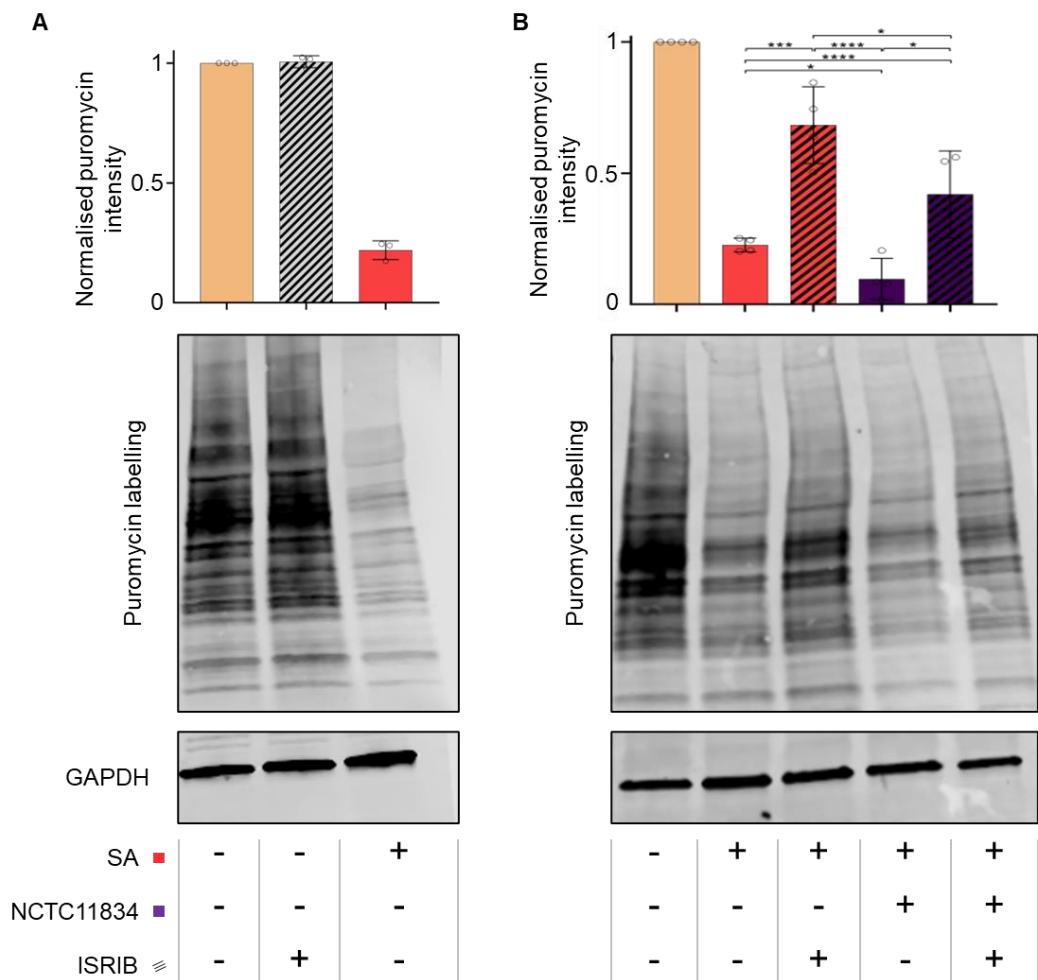 A
B
Normalised puromycin
intensity
1
0.5
0
Normalised puromycin
intensity
1
0.5
0
*
*** **** *
****
*
Puromycin labelling
Puromycin labelling
GAPDH
SA - - + - + + + +
NCTC11834 - - - - - - + +
ISRIB - + - - - + - +